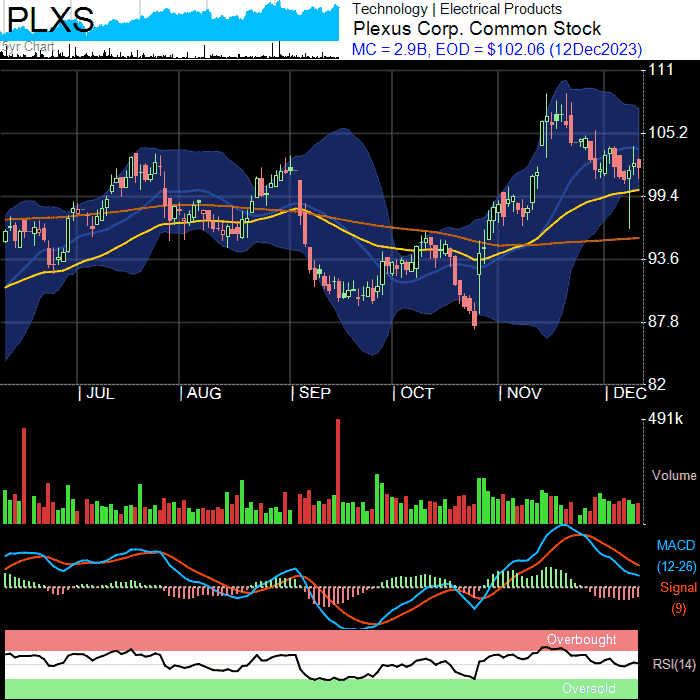 PLXS
5yr Chart
Technology | Electrical Products
Plexus Corp. Common Stock
MC = 2.9B, EOD = $102.06 (12Dec2023)
111
105.2
99.4
93.6
87.8
82
| JUL | AUG | SEP | OCT | NOV | DEC
491k
Volume
MACD
(12-26)
Signal
(9)
Overbought
RSI(14)
Oversold